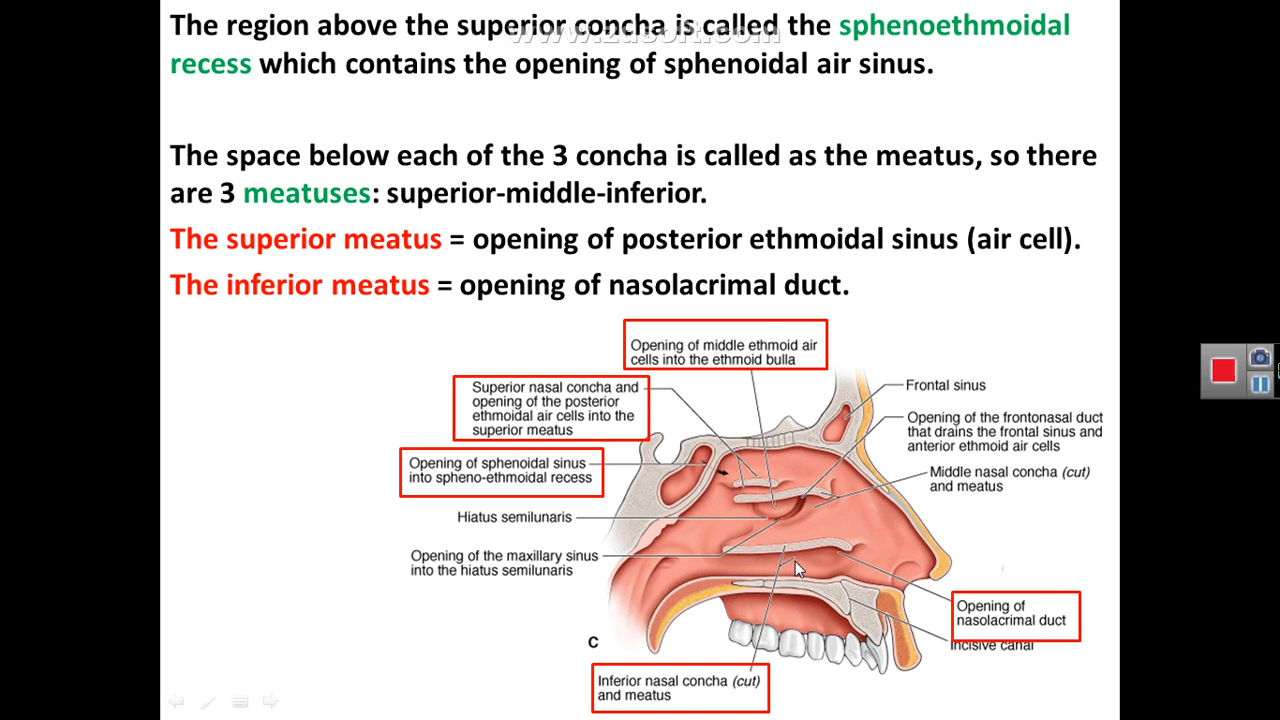 The region above the superior concha is called the sphenoethmoidal
recess which contains the opening of sphenoidal air sinus.
www.zdsoft.com
The space below each of the 3 concha is called as the meatus, so there
are 3 meatuses: superior-middle-inferior.
The superior meatus = opening of posterior ethmoidal sinus (air cell).
The inferior meatus = opening of nasolacrimal duct.
Opening of middle ethmoid air
cells into the ethmoid bulla
Superior nasal concha and
opening of the posterior
ethmoidal air cells into the
superior meatus
Opening of sphenoidal sinus
into spheno-ethmoidal recess
Hiatus semilunaris
Opening of the maxillary sinus
into the hiatus semilunaris
Frontal sinus
Opening of the frontonasal duct
that drains the frontal sinus and
anterior ethmoid air cells
Middle nasal concha (cut)
and meatus
Opening of
nasolacrimal duct
Incisive canal
C
Inferior nasal concha (cut)
and meatus